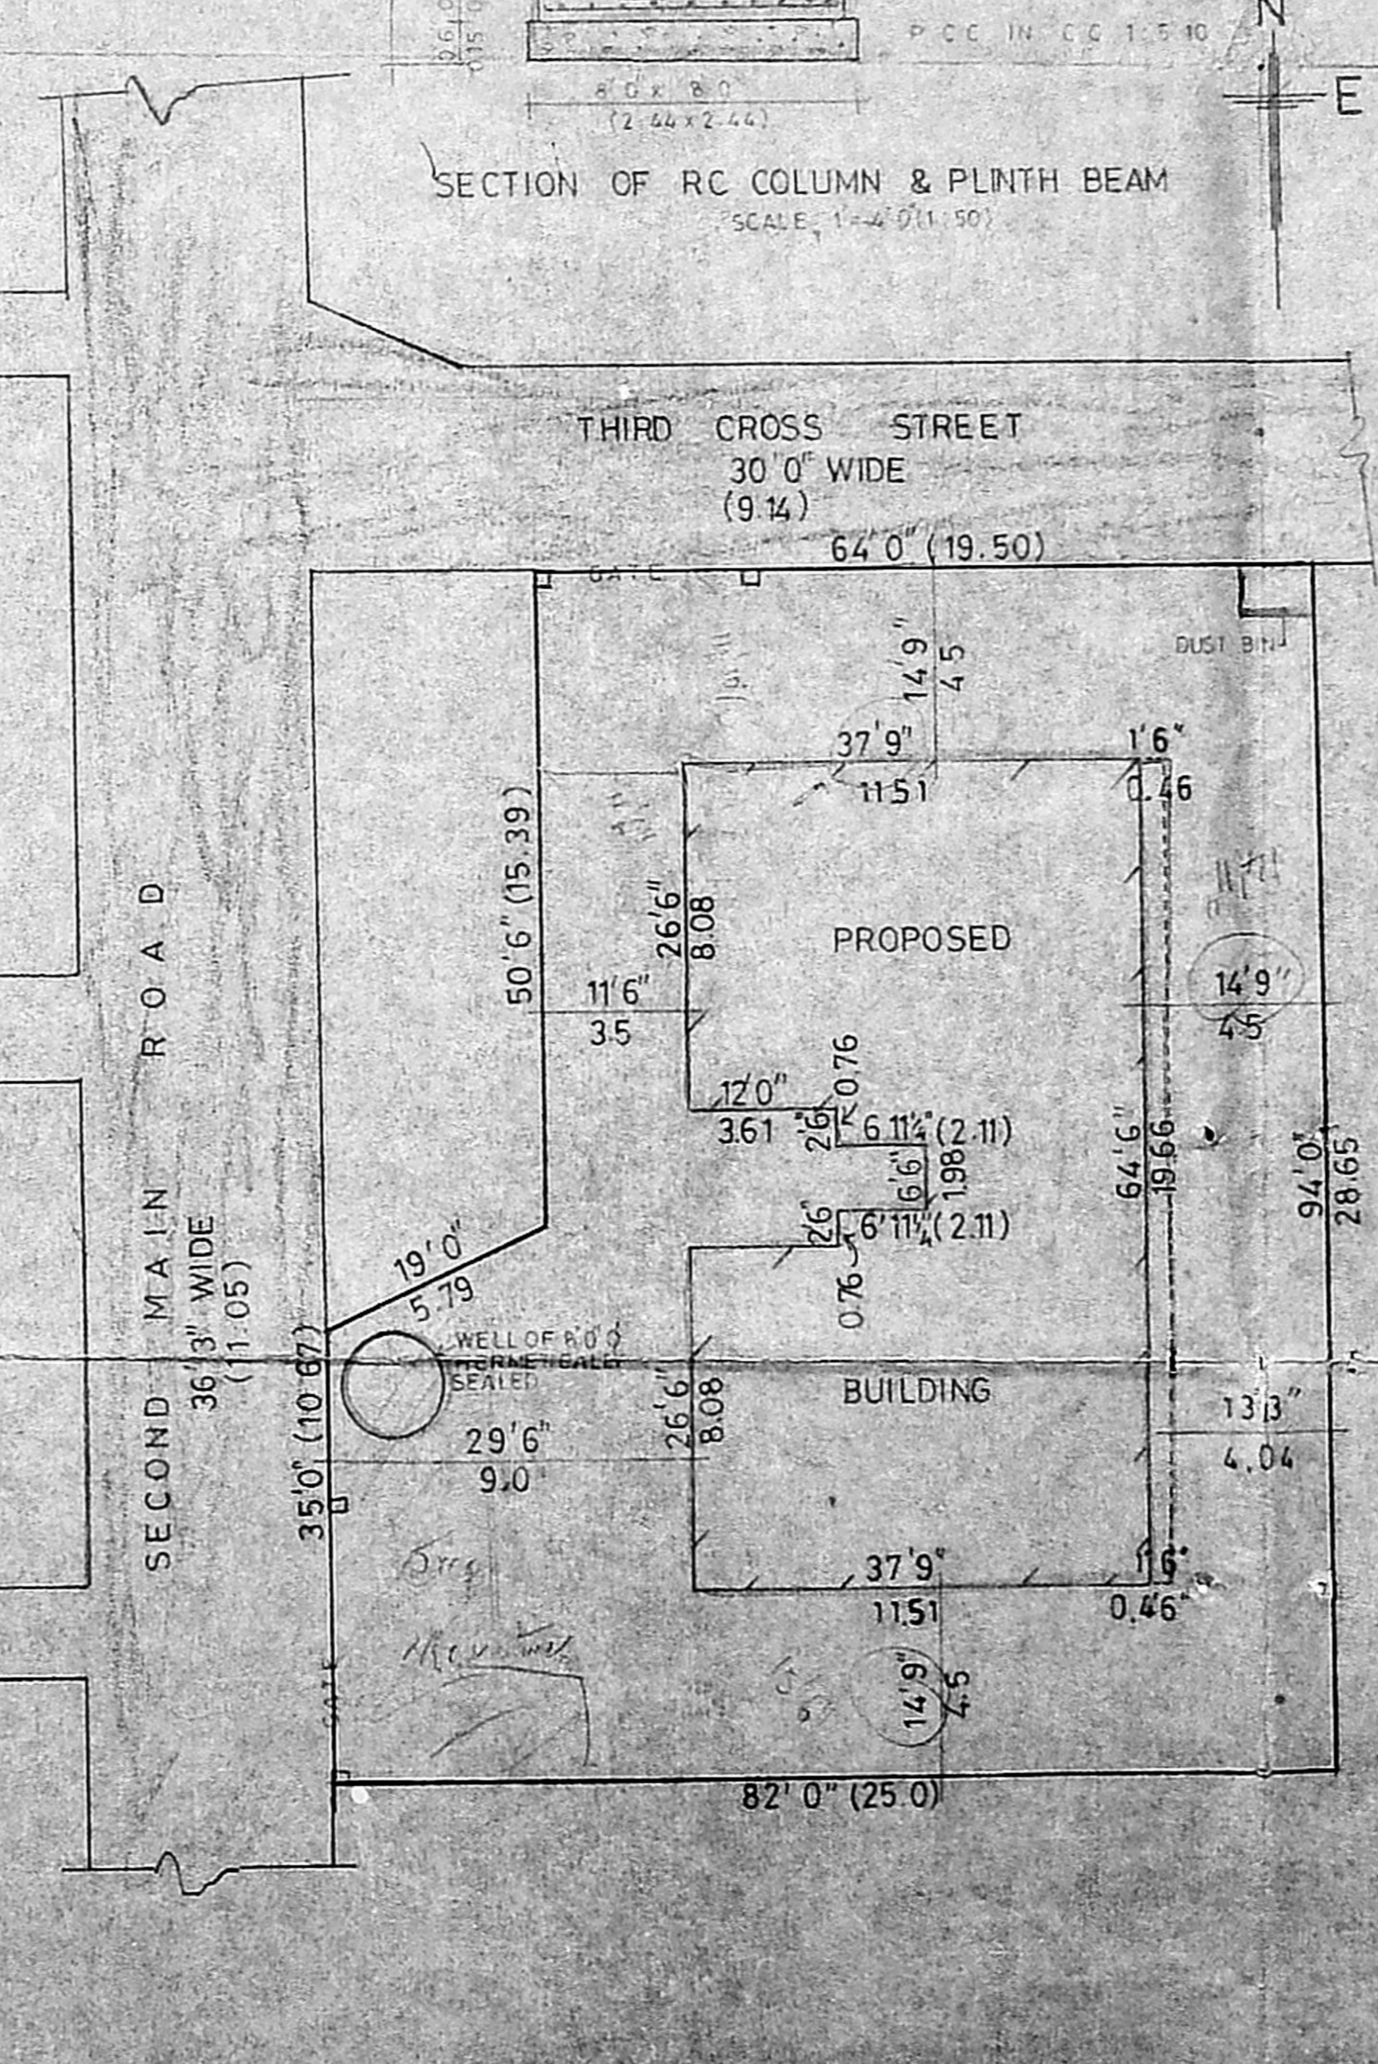 P C C IN C C 1:5:10
N
E
8'0" x 8'0"
(2.44 x 2.44)
SECTION OF RC COLUMN & PLINTH BEAM
SCALE, 1"=4'0"(1:50)
THIRD CROSS STREET
30'0" WIDE
(9.14)
64'0" (19.50)
GATE
DUST BIN
14'9"
4.5
37'9"
11.51
1'6"
0.46
50'6" (15.39)
26'6"
8.08
PROPOSED
11'6"
3.5
14'9"
4.5
12'0"
3.61
2'6"
0.76
6'11¼" (2.11)
6'6"
1.98
2'6"
6'11¼" (2.11)
0.76
64'6"
19.66
94'0"
28.65
SECOND MAIN ROAD
36'3" WIDE
(11.05)
19'0"
5.79
35'0" (10.67)
WELL OF 8'0"Φ
HERMETICALLY
SEALED
29'6"
9.0
26'6"
8.08
BUILDING
13'3"
4.04
37'9"
11.51
1'6"
0.46"
GATE
14'9"
4.5
82'0" (25.0)